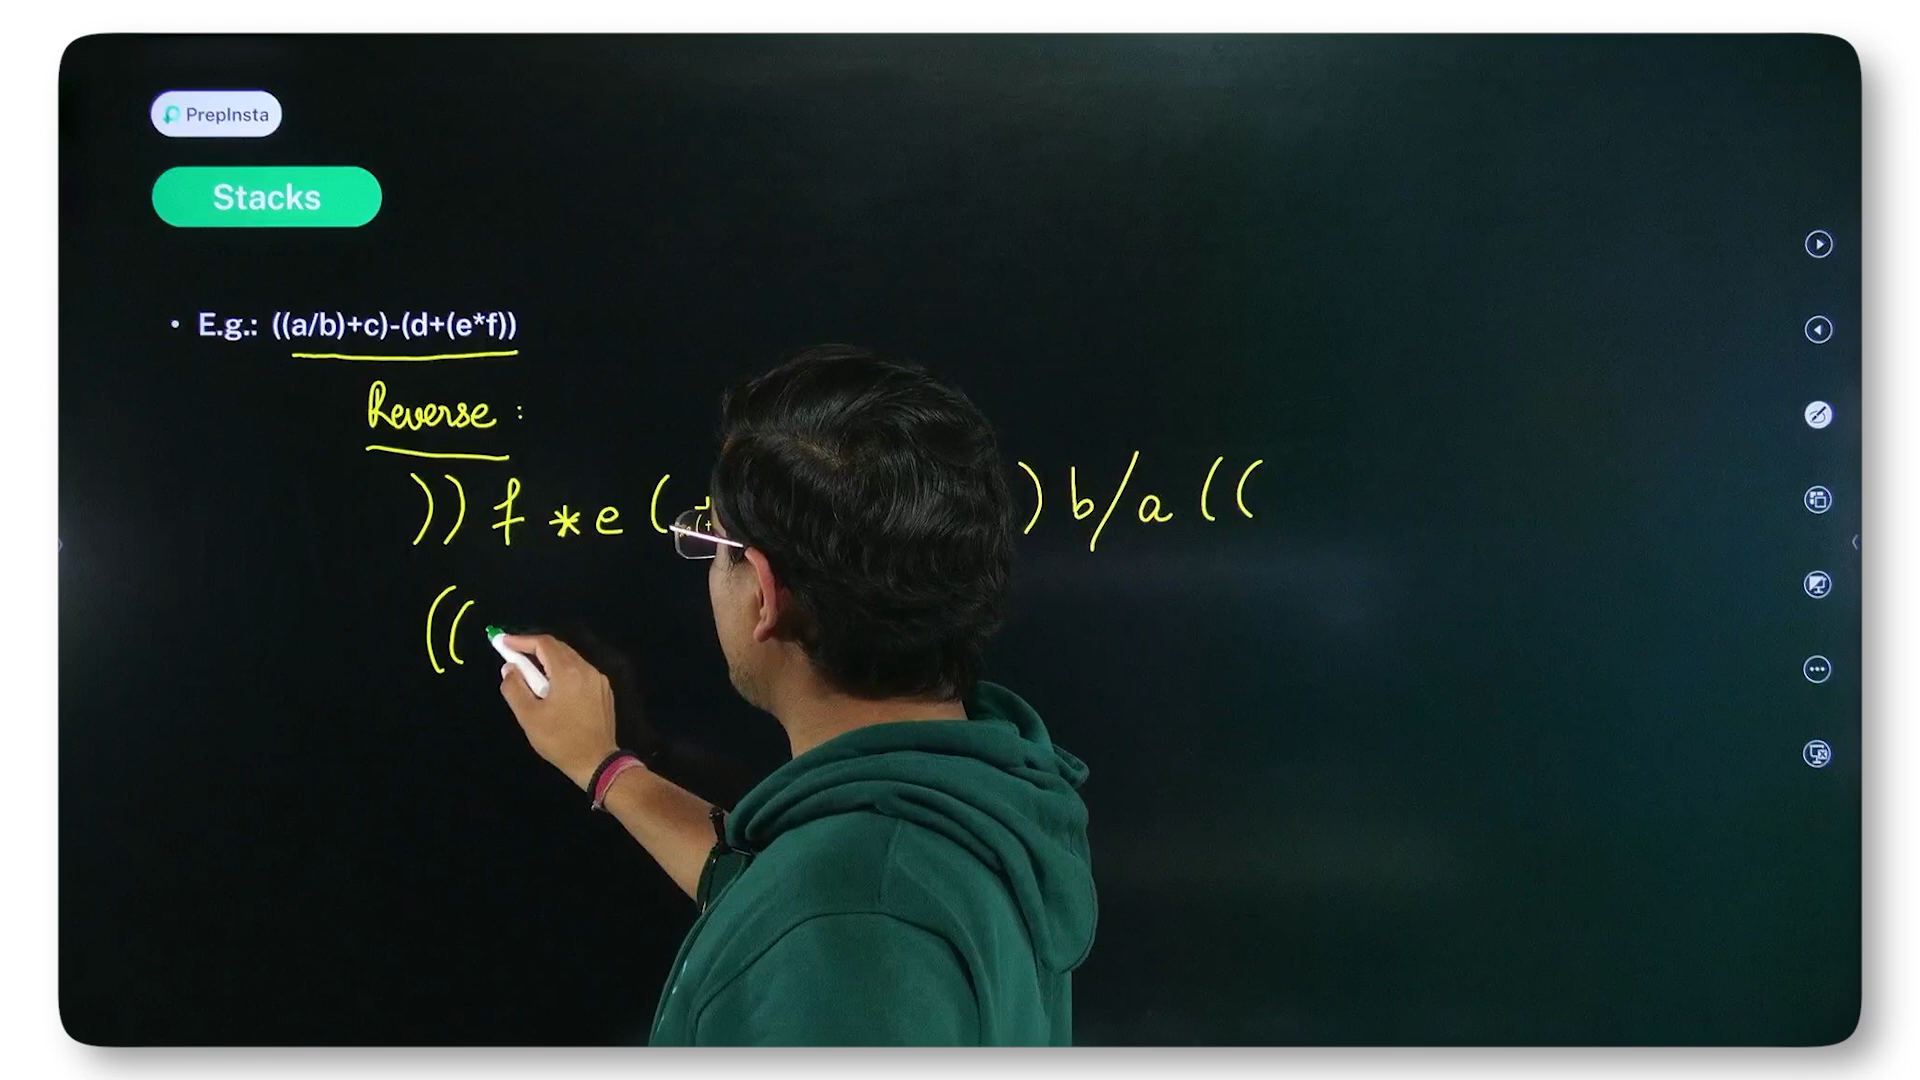 PrepInsta
Stacks
• E.g.: ((a/b)+c)-(d+(e*f))
Reverse :
)) f * e ( ) b/a ((
((